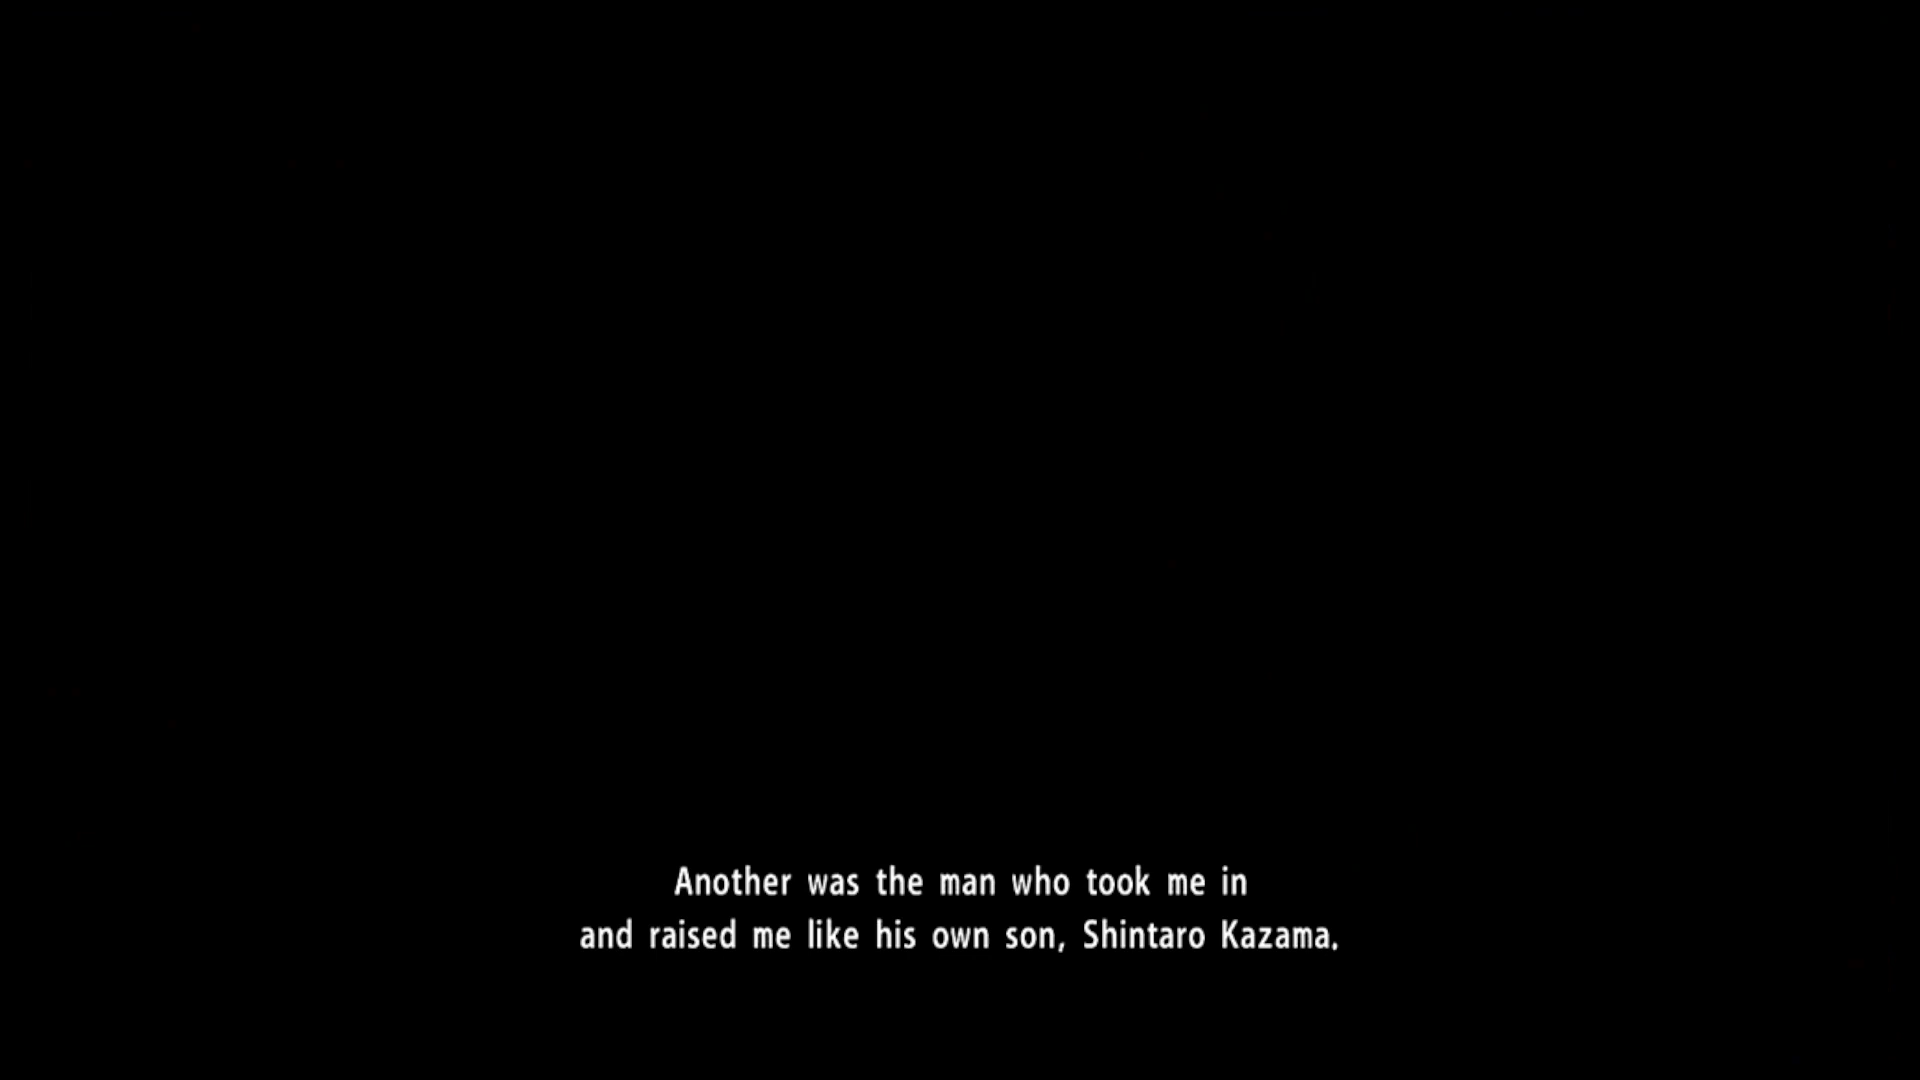 Another was the man who took me in
and raised me like his own son, Shintaro Kazama.